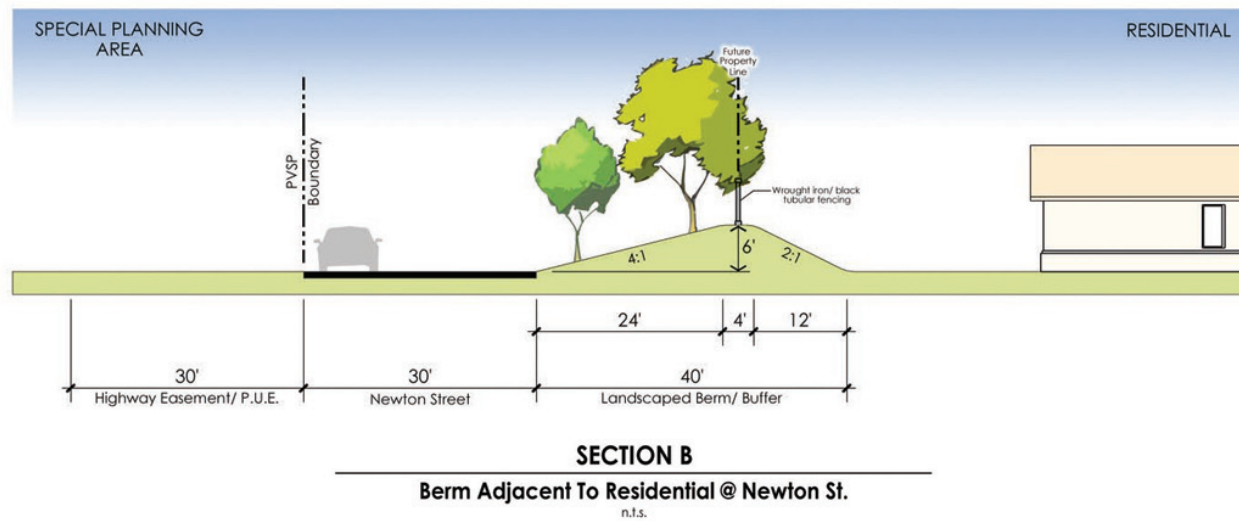 SPECIAL PLANNING
AREA
RESIDENTIAL
Future
Property
Line
PVSP
Boundary
Wrought iron/ black
tubular fencing
4:1
6'
2:1
24'
4'
12'
30'
30'
40'
Highway Easement/ P.U.E.
Newton Street
Landscaped Berm/ Buffer
SECTION B
Berm Adjacent To Residential @ Newton St.
n.t.s.